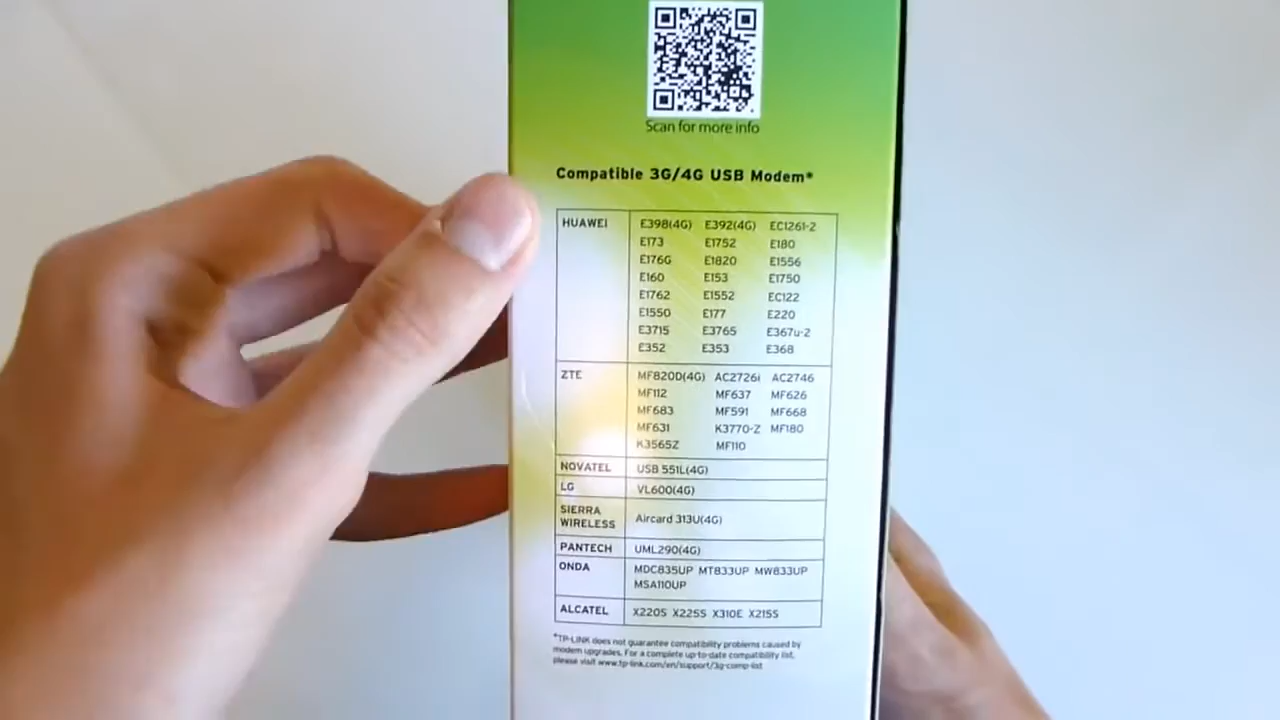 Scan for more info
Compatible 3G/4G USB Modem*
HUAWEI E398(4G) E392(4G) EC1261-2
E173 E1752 E180
E176G E1820 E1556
E160 E153 E1750
E1762 E1552 EC122
E1550 E177 E220
E3715 E3765 E367u-2
E352 E353 E368
ZTE MF820D(4G) AC2726i AC2746
MF112 MF637 MF626
MF683 MF591 MF668
MF631 K3770-Z MF180
K3565Z MF110
NOVATEL USB 551L(4G)
LG VL600(4G)
SIERRA
WIRELESS Aircard 313U(4G)
PANTECH UML290(4G)
ONDA MDC835UP MT833UP MW833UP
MSA110UP
ALCATEL X220S X225S X310E X215S
*TP-LINK does not guarantee compatibility problems caused by
modem upgrades. For a complete up-to-date compatibility list,
please visit www.tp-link.com/en/support/3g-comp-list